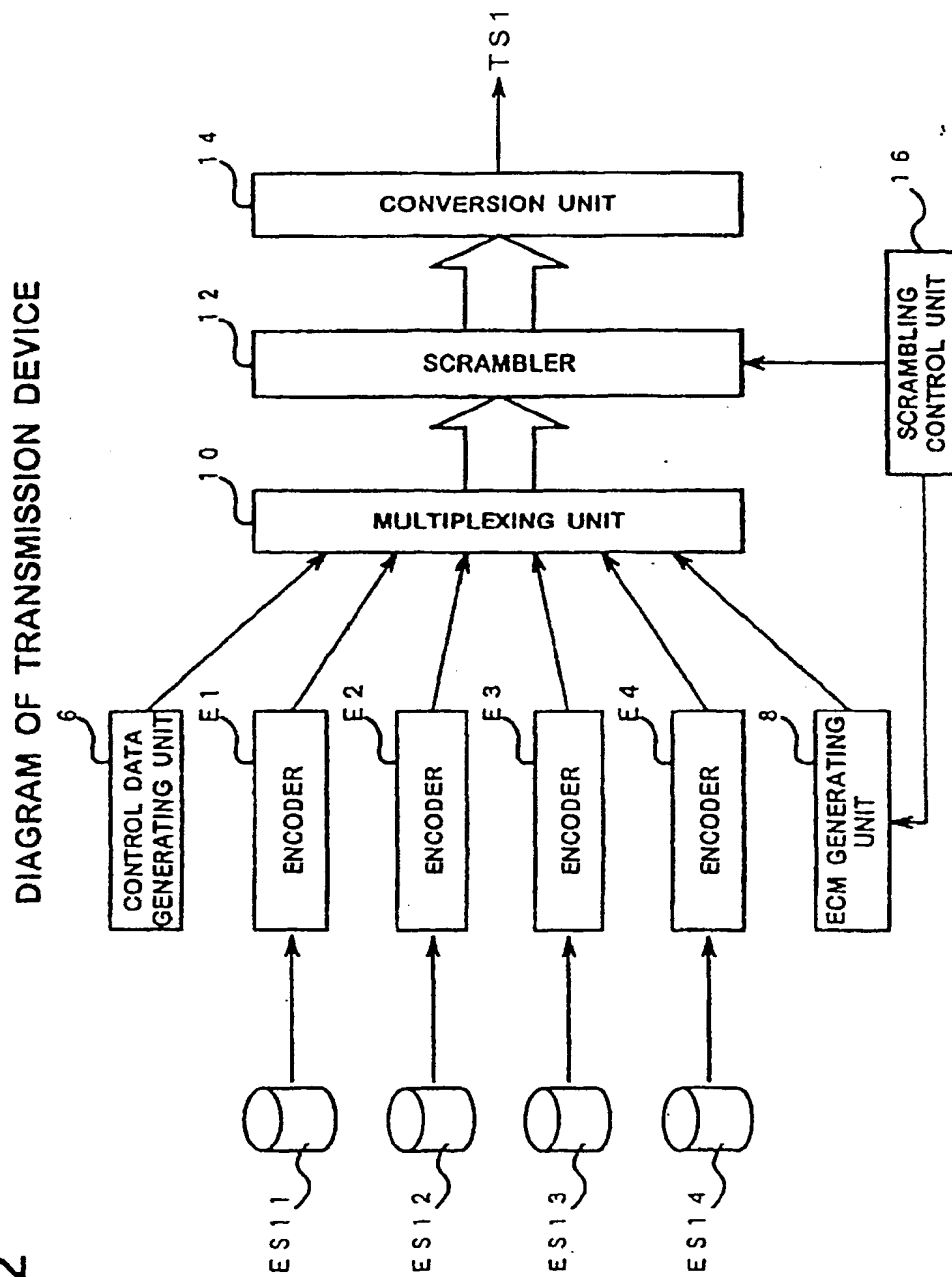 2
DIAGRAM OF TRANSMISSION DEVICE
6
CONTROL DATA
GENERATING UNIT
ES11
E1
ENCODER
ES12
E2
ENCODER
ES13
E3
ENCODER
ES14
E4
ENCODER
8
ECM GENERATING
UNIT
10
MULTIPLEXING UNIT
12
SCRAMBLER
14
CONVERSION UNIT
TS1
16
SCRAMBLING
CONTROL UNIT